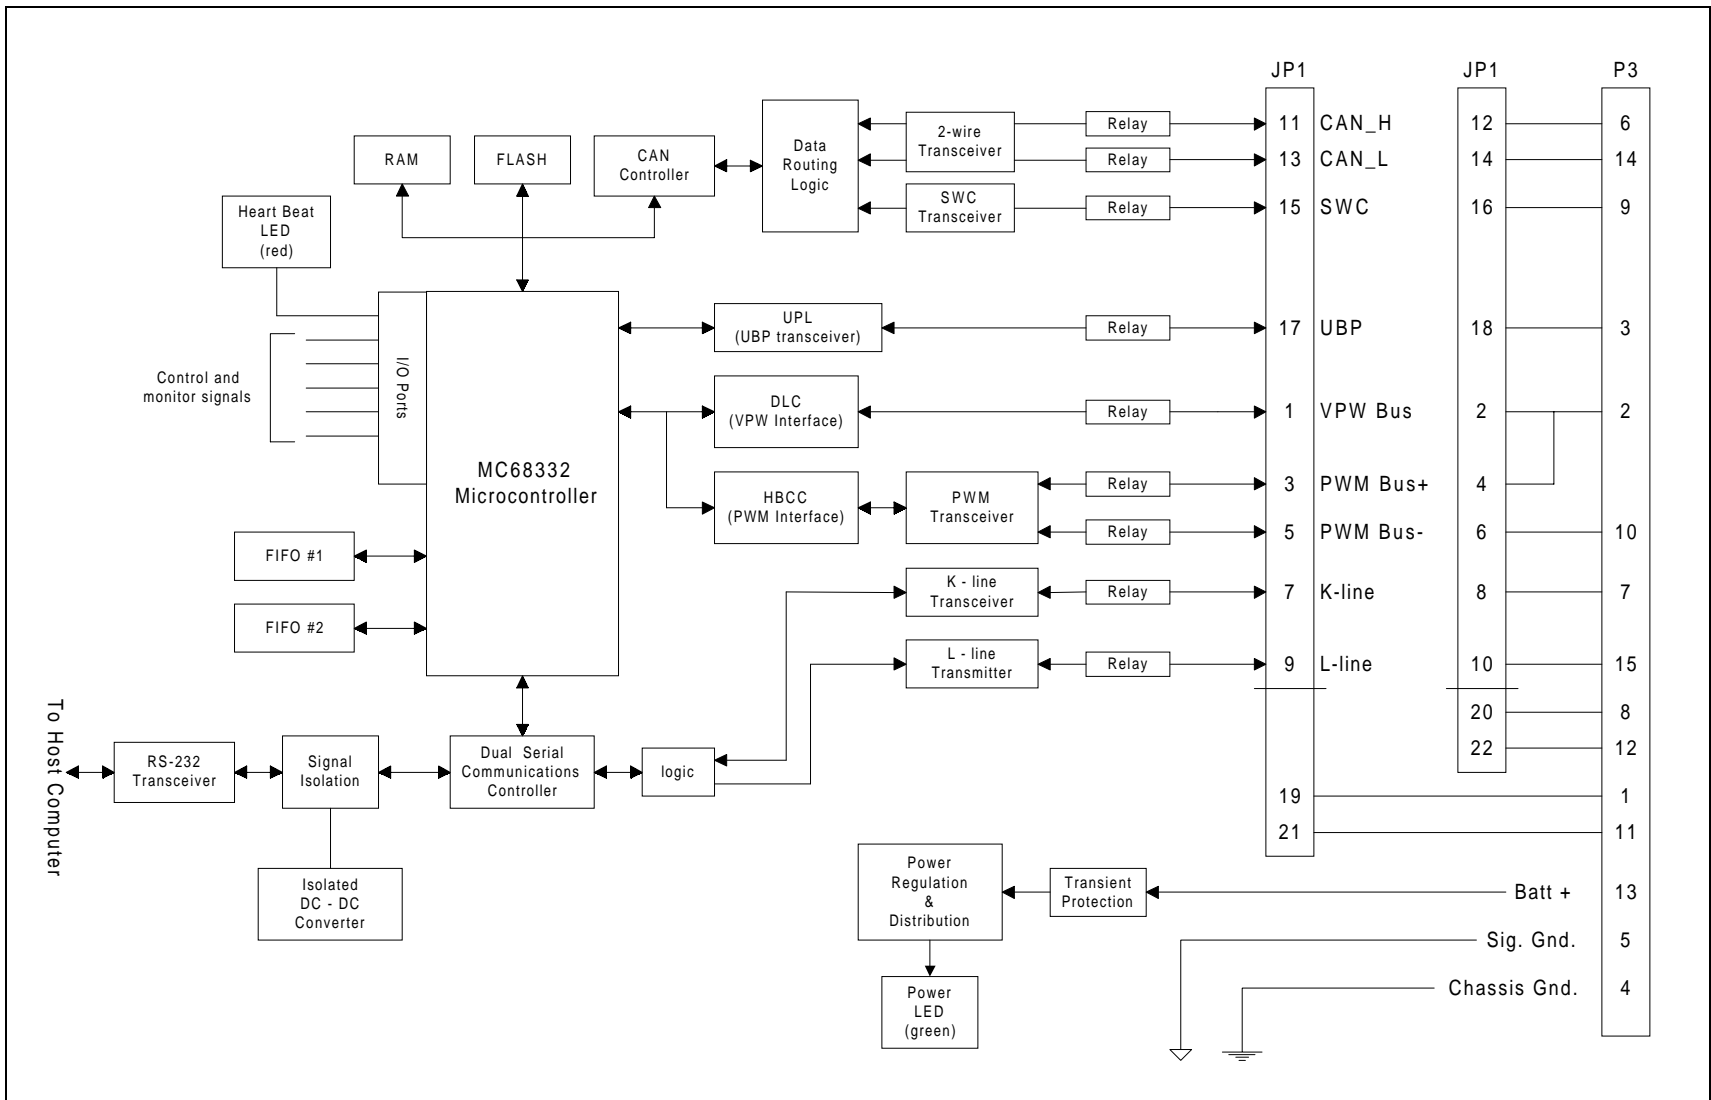 JP1 JP1 P3
11 CAN_H 12 6
2-wire
Transceiver
Relay
RAM
FLASH
CAN
Controller
Data
Routing
Logic
Relay
13 CAN_L 14 14
SWC
Transceiver
Relay
15 SWC 16 9
Heart Beat
LED
(red)
UPL
(UBP transceiver)
Relay
17 UBP 18 3
I/O Ports
Control and
monitor signals
DLC
(VPW Interface)
Relay
1 VPW Bus 2 2
MC68332
Microcontroller
HBCC
(PWM Interface)
PWM
Transceiver
Relay
3 PWM Bus+ 4
Relay
5 PWM Bus- 6 10
FIFO #1
K - line
Transceiver
Relay
7 K-line 8 7
FIFO #2
L - line
Transmitter
Relay
9 L-line 10 15
20 8
22 12
To Host Computer
RS-232
Transceiver
Signal
Isolation
Dual Serial
Communications
Controller
logic
19 1
21 11
Isolated
DC - DC
Converter
Power
Regulation
&
Distribution
Transient
Protection
Batt + 13
Sig. Gnd. 5
Chassis Gnd. 4
Power
LED
(green)